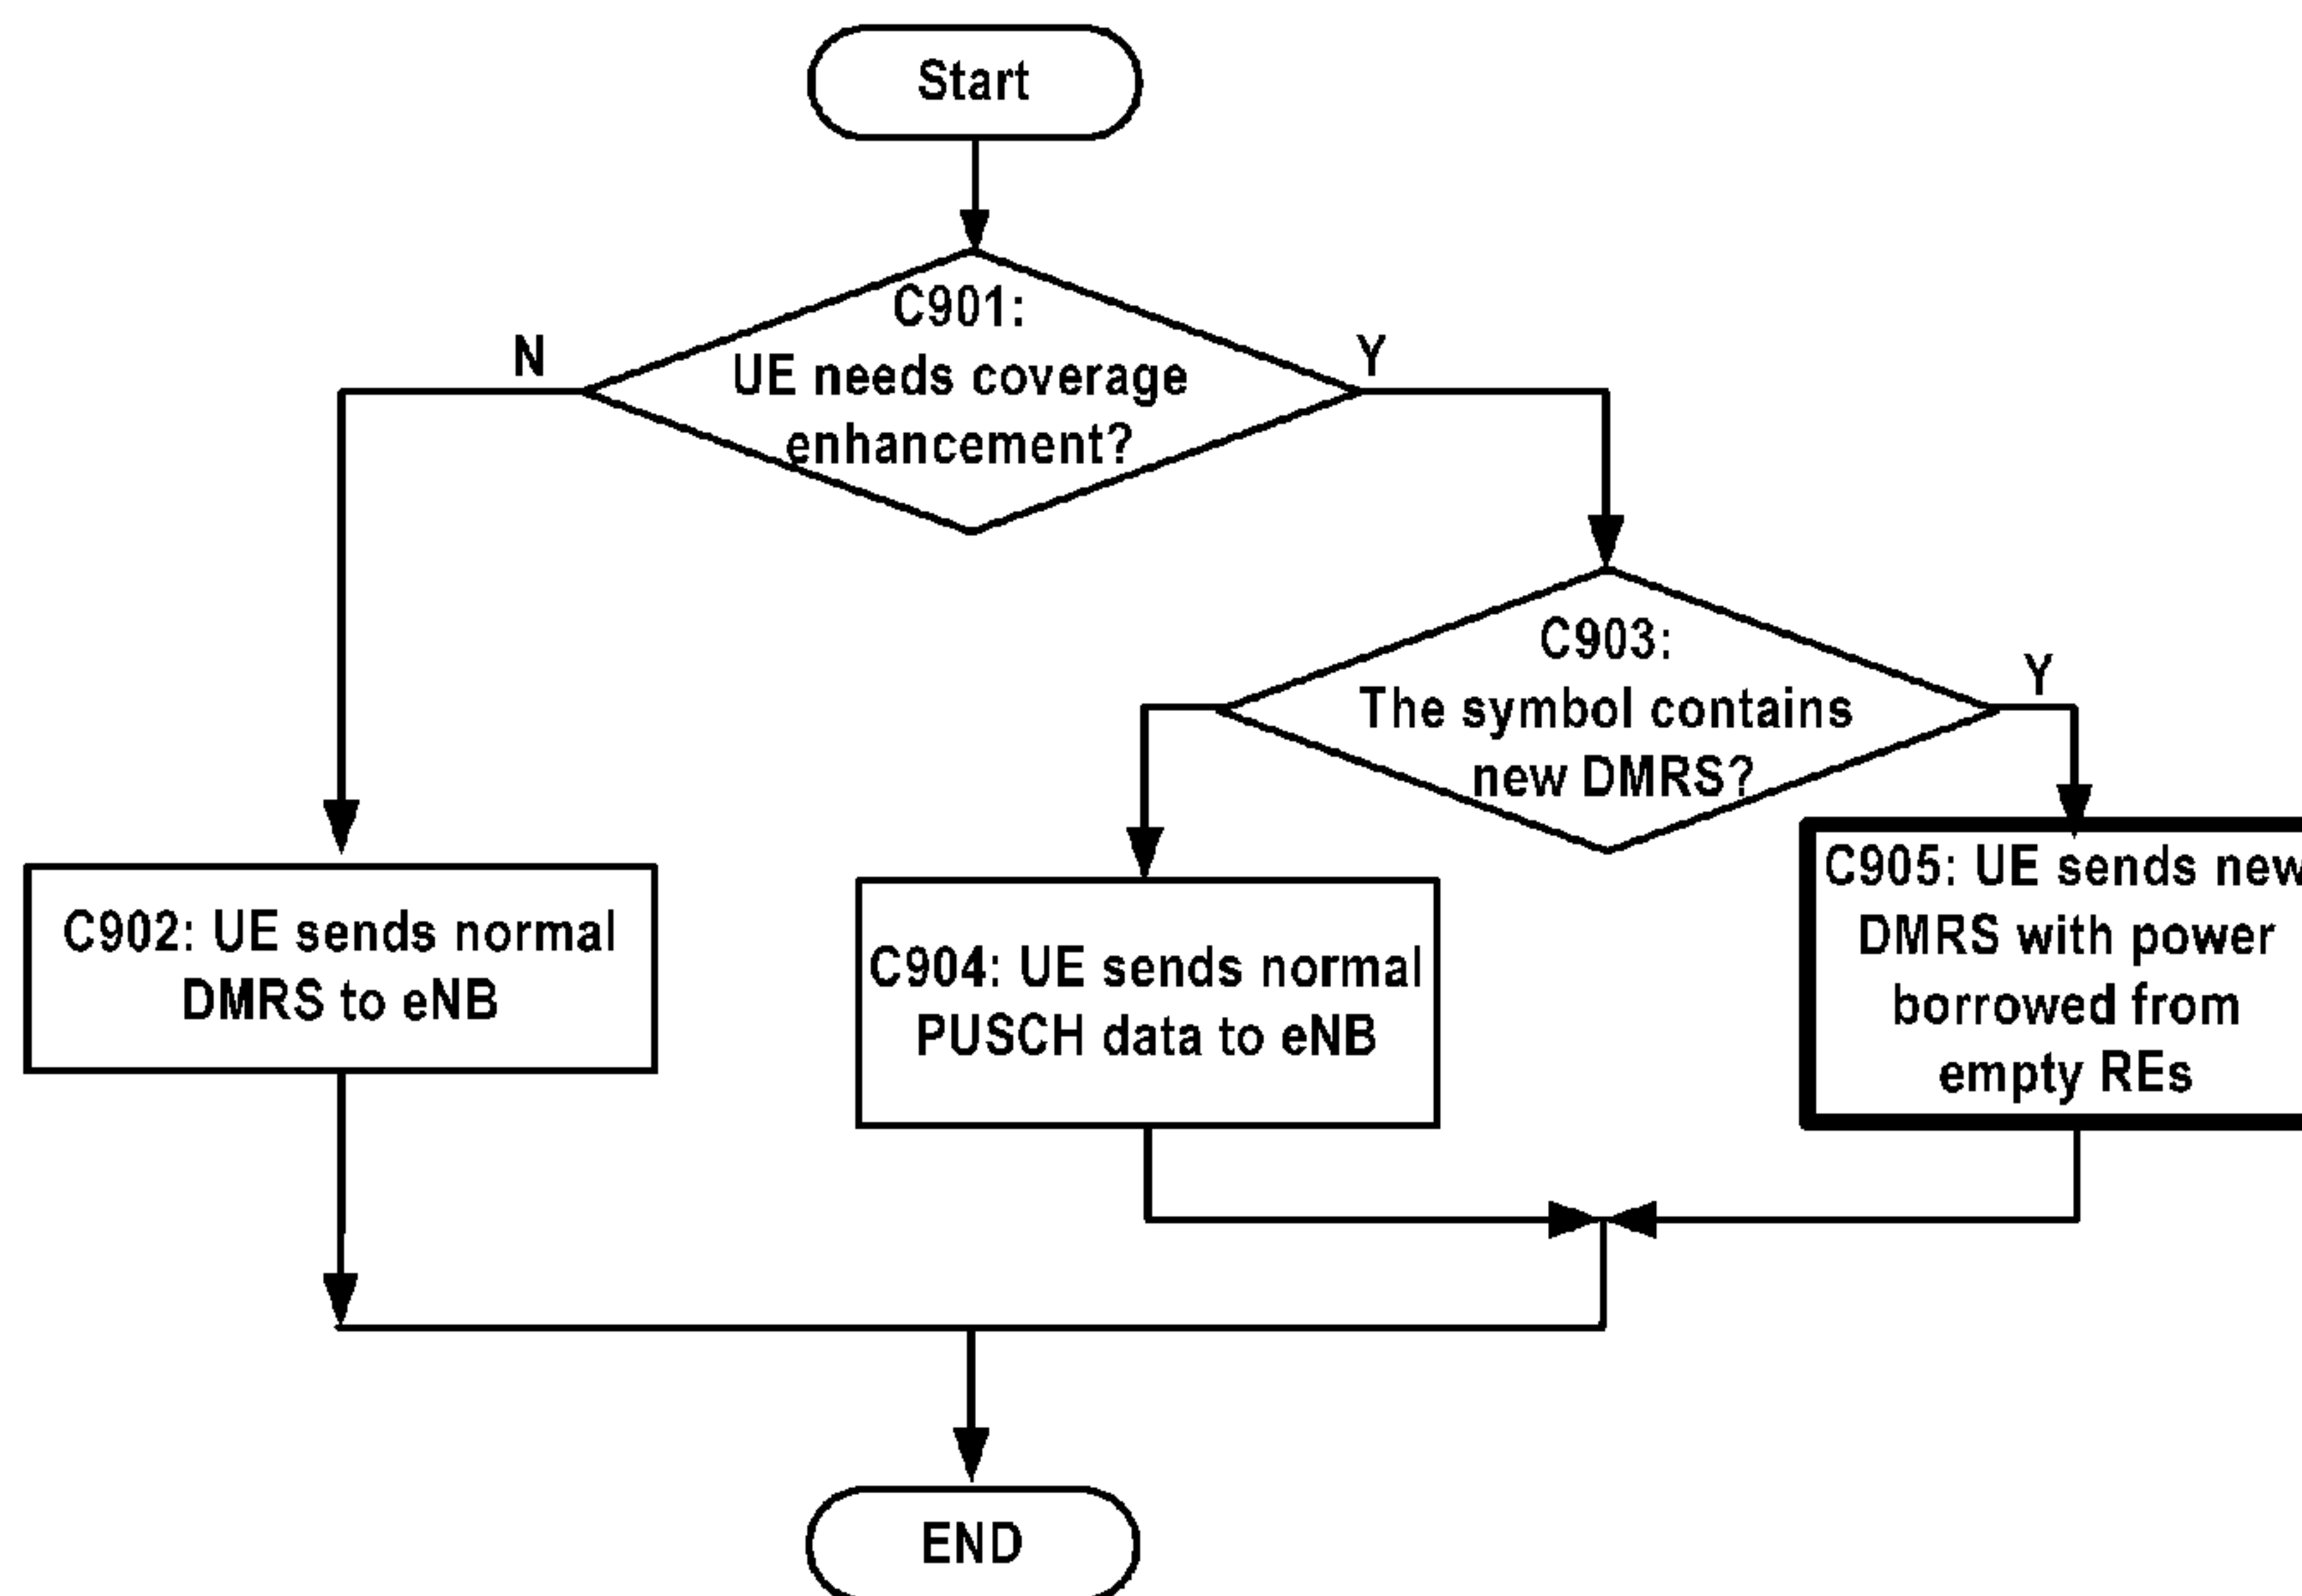 Start
C901:
UE needs coverage
enhancement?
N
Y
C903:
The symbol contains
new DMRS?
Y
C902: UE sends normal
DMRS to eNB
C904: UE sends normal
PUSCH data to eNB
C905: UE sends new
DMRS with power
borrowed from
empty REs
END